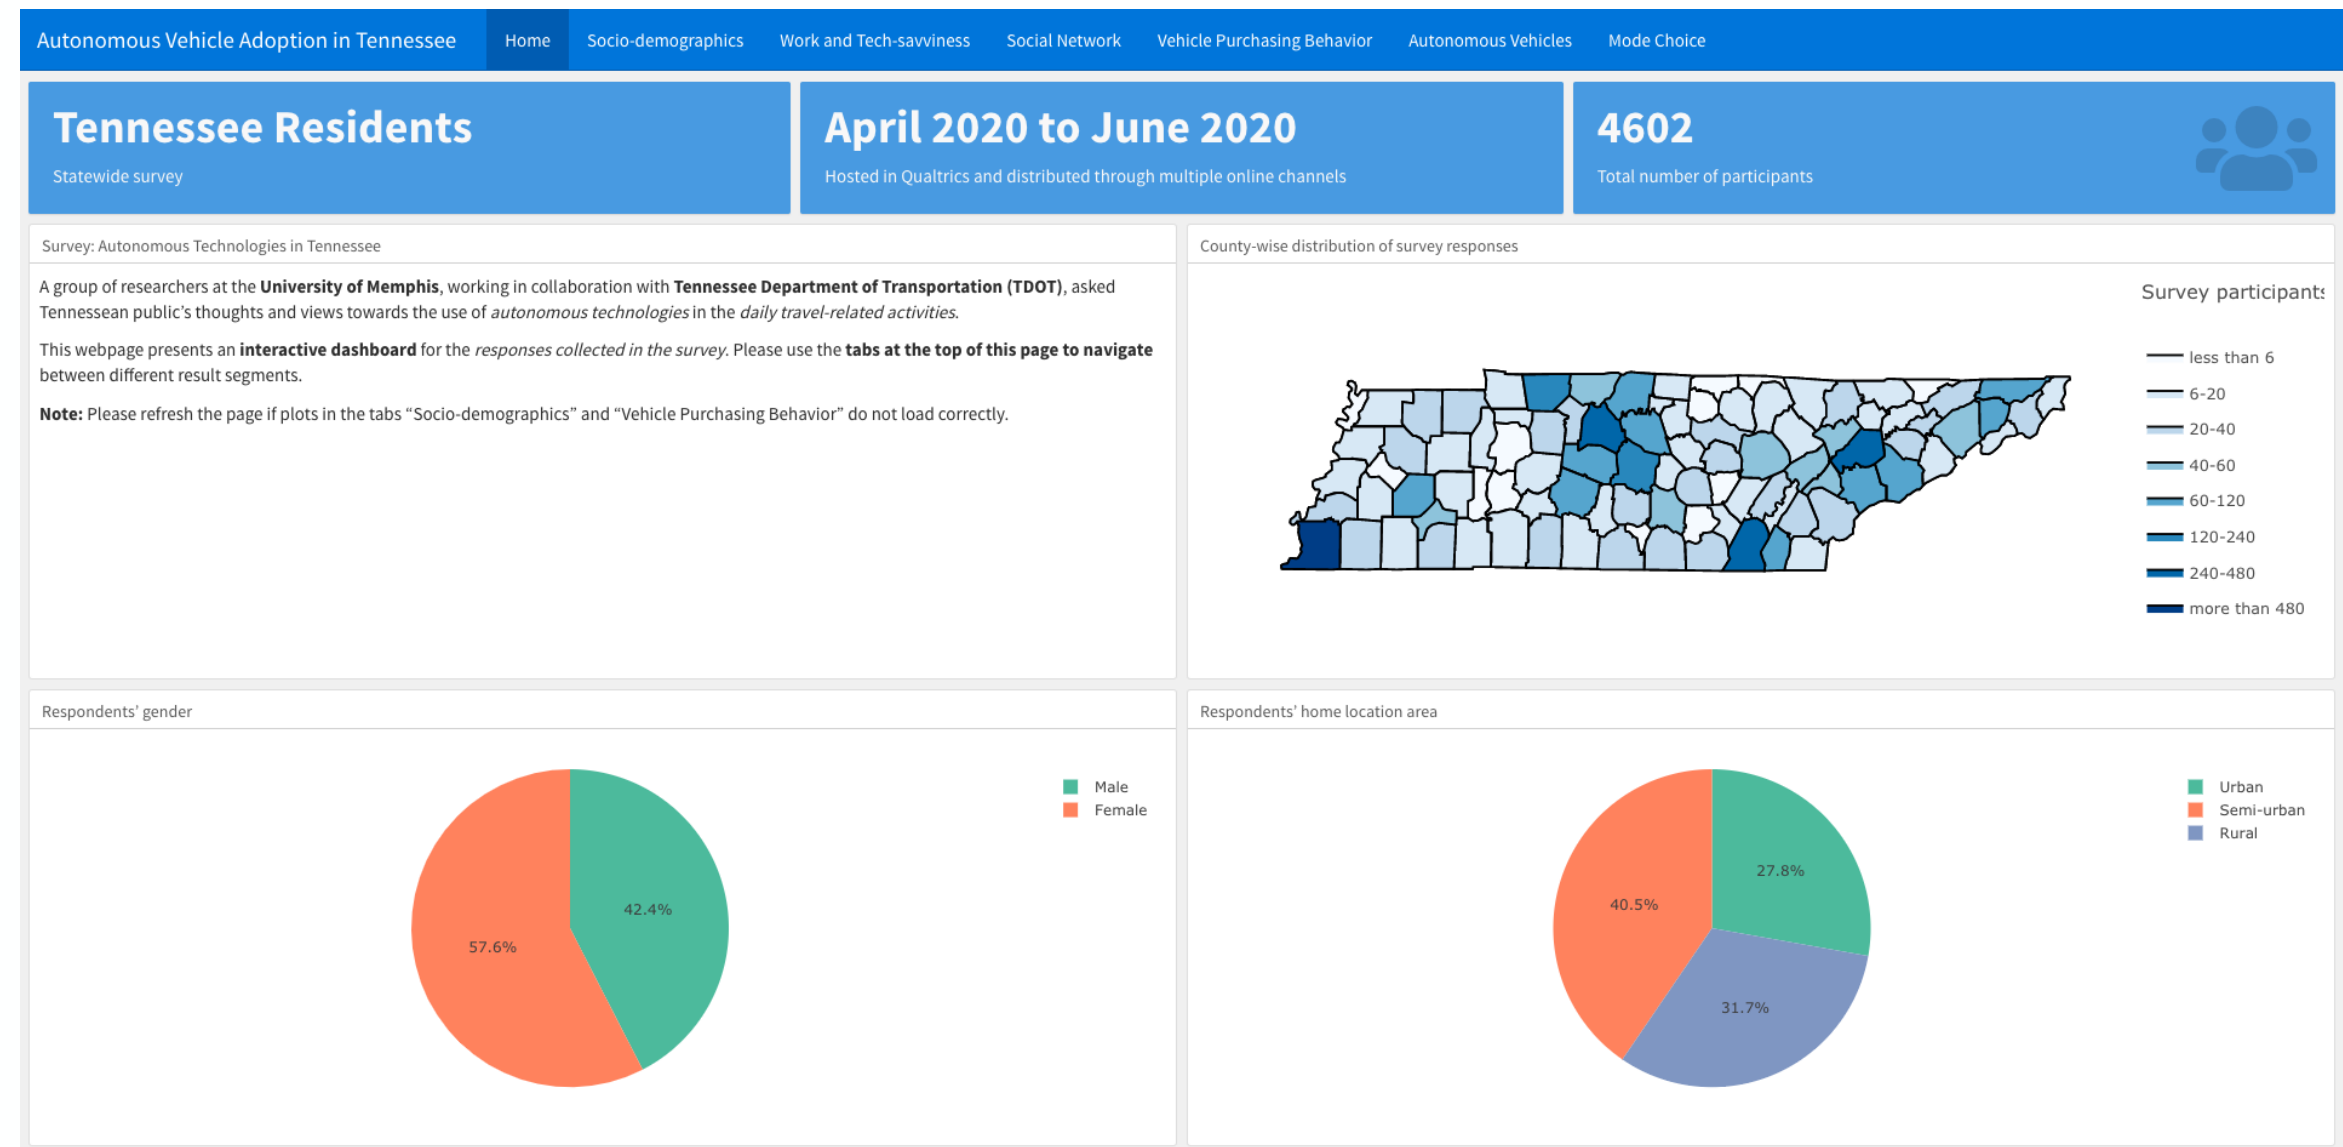 Autonomous Vehicle Adoption in Tennessee Home Socio-demographics Work and Tech-savviness Social Network Vehicle Purchasing Behavior Autonomous Vehicles Mode Choice
Tennessee Residents
Statewide survey
April 2020 to June 2020
Hosted in Qualtrics and distributed through multiple online channels
4602
Total number of participants
Survey: Autonomous Technologies in Tennessee
A group of researchers at the University of Memphis, working in collaboration with Tennessee Department of Transportation (TDOT), asked
Tennessean public's thoughts and views towards the use of autonomous technologies in the daily travel-related activities.
This webpage presents an interactive dashboard for the responses collected in the survey. Please use the tabs at the top of this page to navigate
between different result segments.
Note: Please refresh the page if plots in the tabs “Socio-demographics” and “Vehicle Purchasing Behavior” do not load correctly.
County-wise distribution of survey responses
Survey participants
less than 6
6-20
20-40
40-60
60-120
120-240
240-480
more than 480
Respondents' gender
Male
Female
42.4%
57.6%
Respondents' home location area
Urban
Semi-urban
Rural
27.8%
40.5%
31.7%